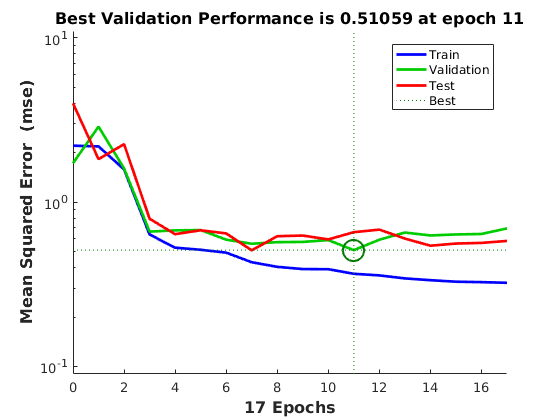 Best Validation Performance is 0.51059 at epoch 11
10^1
10^0
10^-1
Mean Squared Error (mse)
Train
Validation
Test
Best
0 2 4 6 8 10 12 14 16
17 Epochs